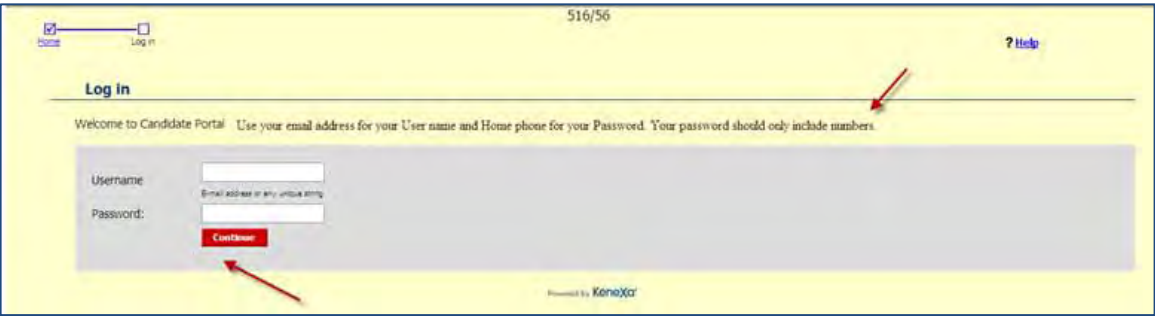 516/56
Home
Log in
? Help
Log in
Welcome to Candidate Portal Use your email address for your User name and Home phone for your Password. Your password should only include numbers.
Username
E-mail address or any unique string
Password:
Continue
Powered by Kenexa